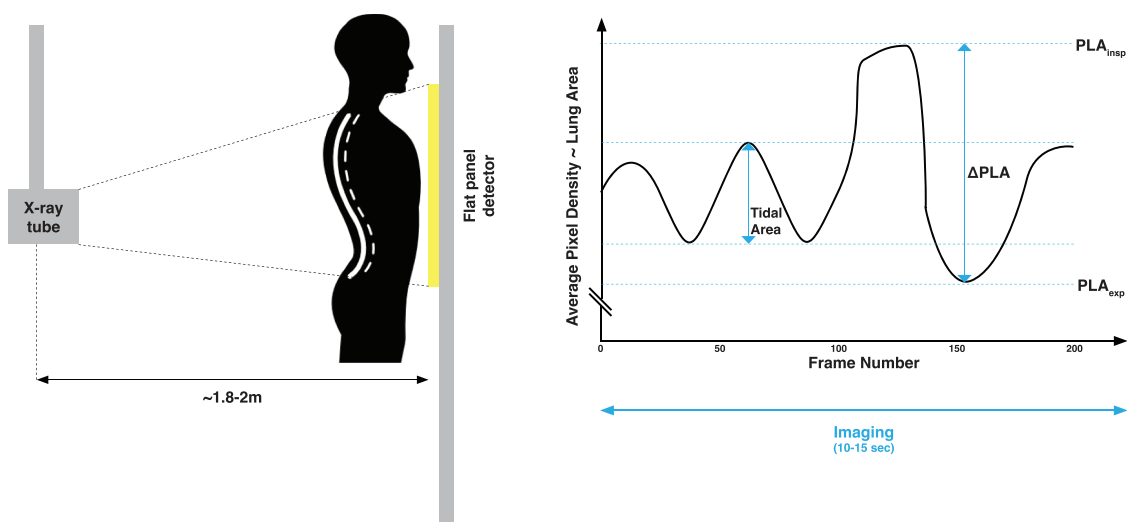 X-ray
tube
Flat panel
detector
~1.8-2m
Average Pixel Density ~ Lung Area
PLAinsp
ΔPLA
Tidal
Area
PLAexp
0
50
100
150
200
Frame Number
Imaging
(10-15 sec)